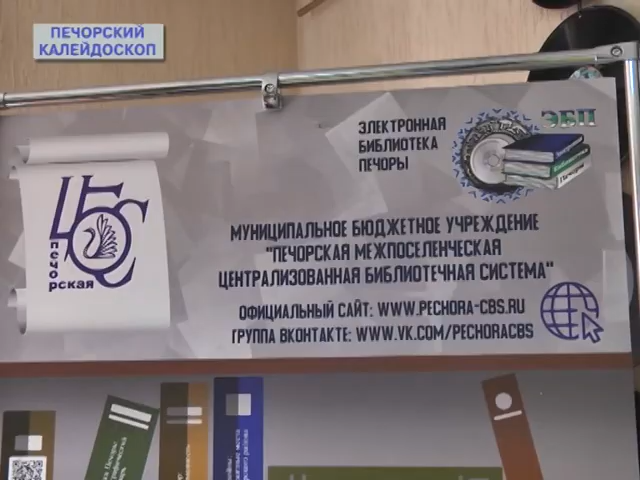 ПЕЧОРСКИЙ
КАЛЕЙДОСКОП
ЭЛЕКТРОННАЯ
БИБЛИОТЕКА
ПЕЧОРЫ
ЭБП
ЦБС
печорская
МУНИЦИПАЛЬНОЕ БЮДЖЕТНОЕ УЧРЕЖДЕНИЕ
"ПЕЧОРСКАЯ МЕЖПОСЕЛЕНЧЕСКАЯ
ЦЕНТРАЛИЗОВАННАЯ БИБЛИОТЕЧНАЯ СИСТЕМА"
ОФИЦИАЛЬНЫЙ САЙТ: WWW.PECHORA-CBS.RU
ГРУППА ВКОНТАКТЕ: WWW.VK.COM/PECHORACBS